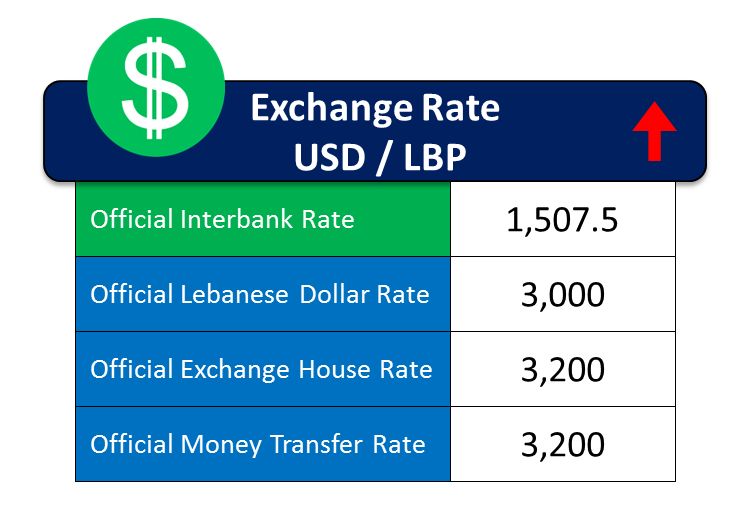 $
Exchange Rate
USD / LBP
Official Interbank Rate 1,507.5
Official Lebanese Dollar Rate 3,000
Official Exchange House Rate 3,200
Official Money Transfer Rate 3,200